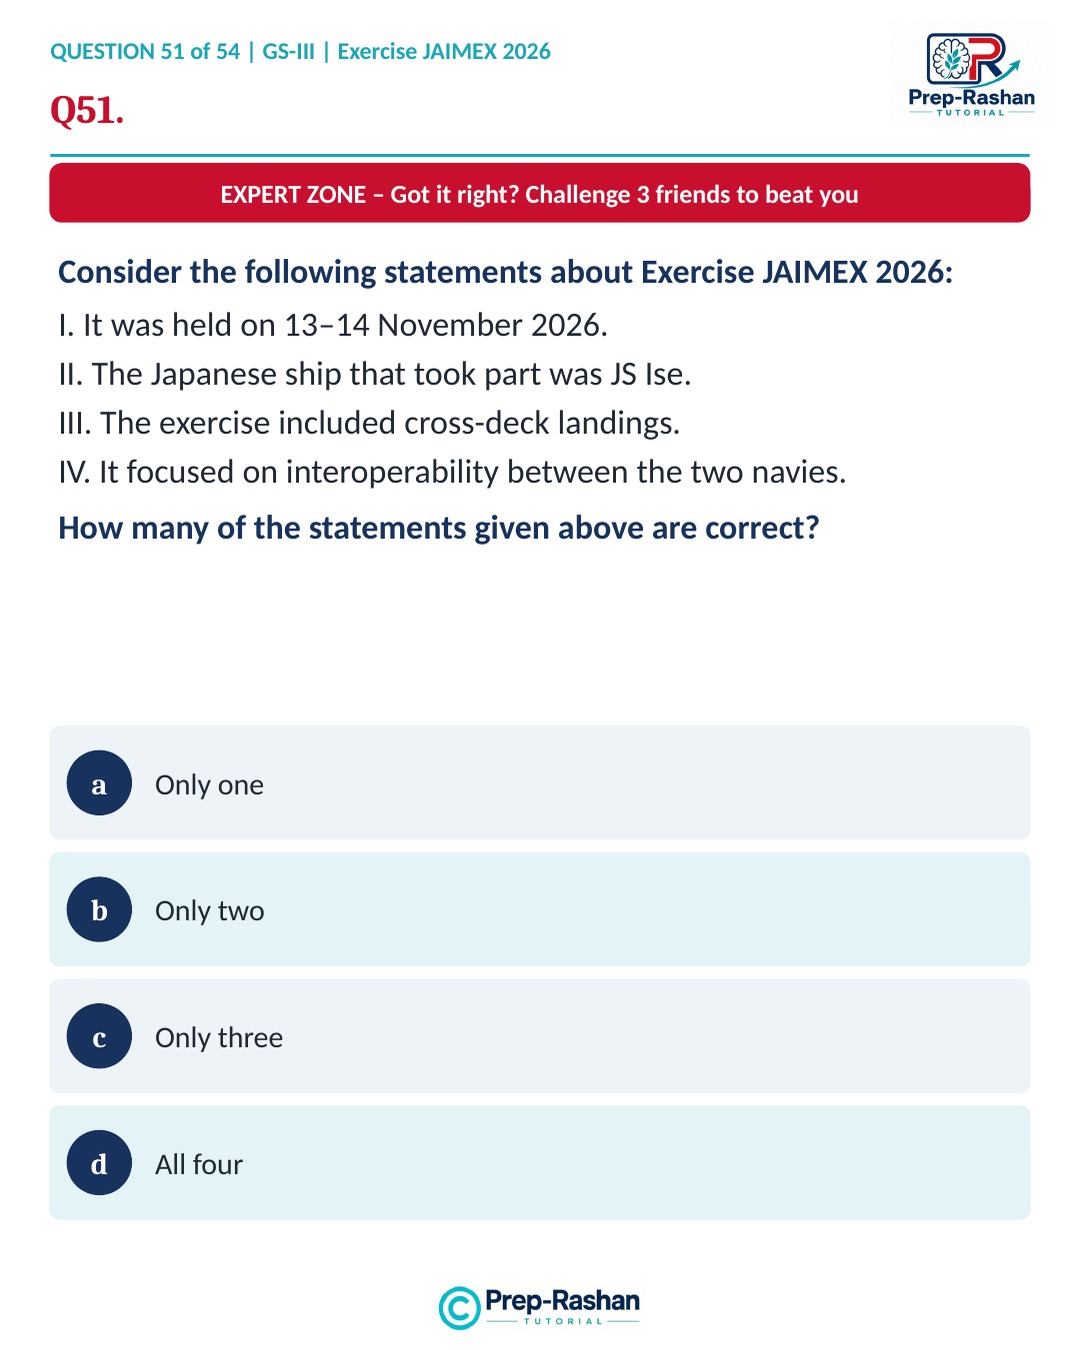 QUESTION 51 of 54 | GS-III | Exercise JAIMEX 2026
Q51.
R
Prep-Rashan
TUTORIAL
EXPERT ZONE – Got it right? Challenge 3 friends to beat you
Consider the following statements about Exercise JAIMEX 2026:
I. It was held on 13–14 November 2026.
II. The Japanese ship that took part was JS Ise.
III. The exercise included cross-deck landings.
IV. It focused on interoperability between the two navies.
How many of the statements given above are correct?
a Only one
b Only two
c Only three
d All four
© Prep-Rashan
TUTORIAL